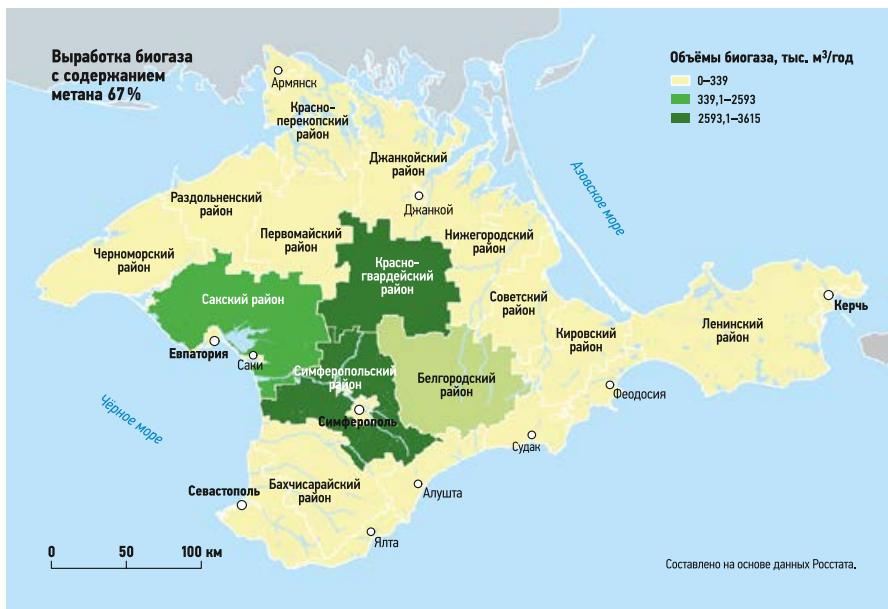 Выработка биогаза
с содержанием
метана 67 %
Объёмы биогаза, тыс. м³/год
0–339
339,1–2593
2593,1–3615
Армянск
Красно-
перекопский
район
Джанкойский
район
Джанкой
Азовское море
Раздольненский
район
Первомайский
район
Нижегородский
район
Черноморский
район
Красно-
гвардейский
район
Сакский район
Советский
район
Кировский
район
Ленинский
район
Керчь
Евпатория
Саки
Симферопольский
район
Белгородский
район
Феодосия
Чёрное море
Симферополь
Судак
Бахчисарайский
район
Алушта
Севастополь
Ялта
0 50 100 км
Составлено на основе данных Росстата.